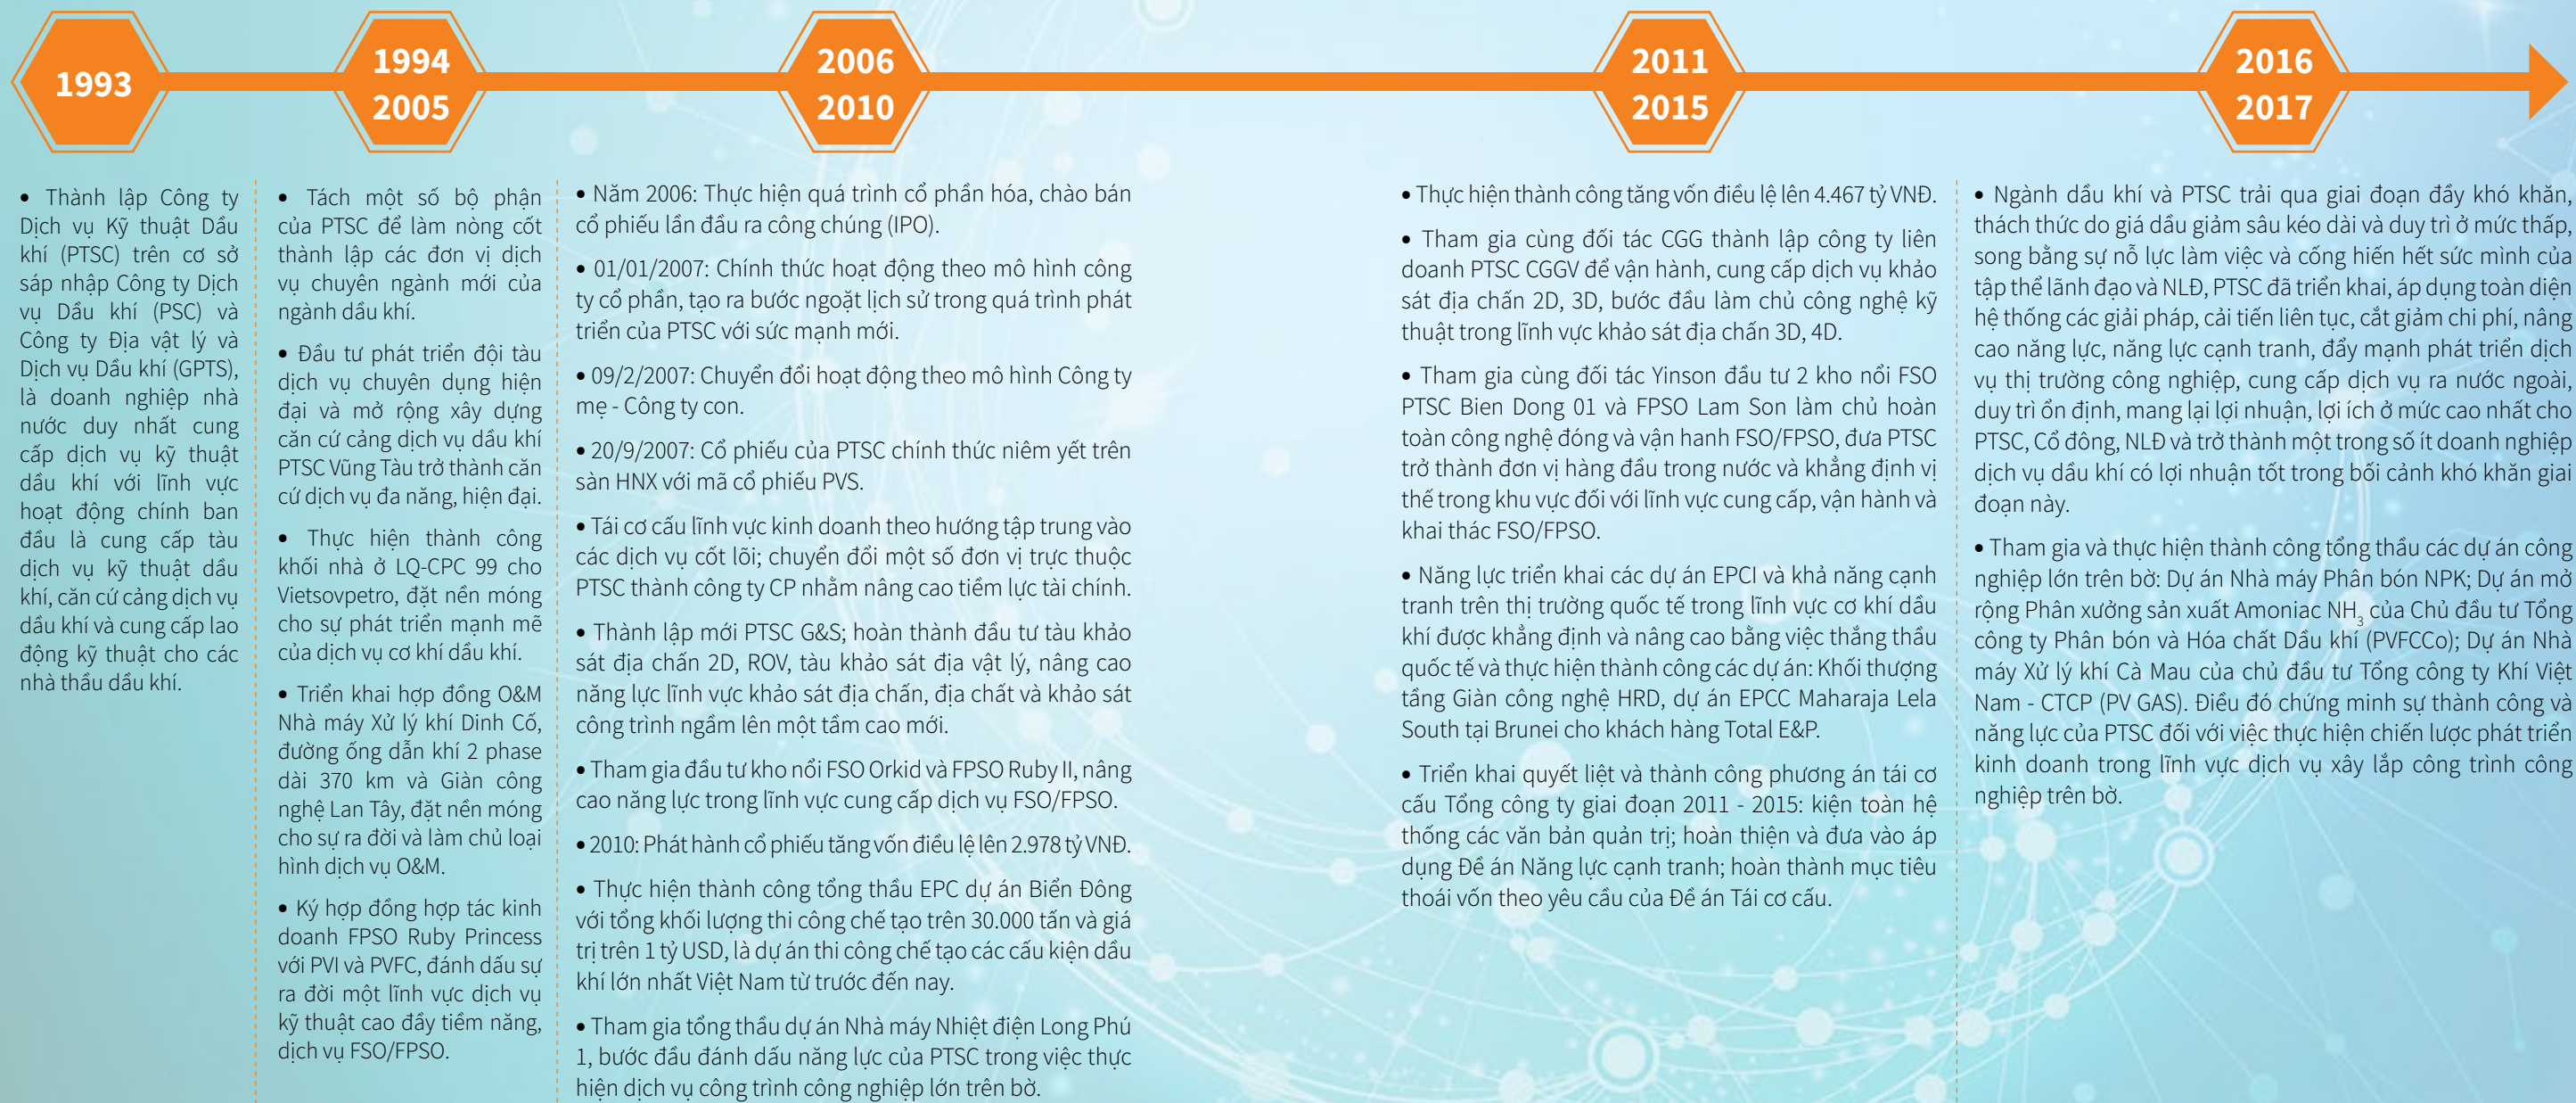 1993
1994
2005
2006
2010
2011
2015
2016
2017
• Thành lập Công ty
Dịch vụ Kỹ thuật Dầu
khí (PTSC) trên cơ sở
sáp nhập Công ty Dịch
vụ Dầu khí (PSC) và
Công ty Địa vật lý và
Dịch vụ Dầu khí (GPTS),
là doanh nghiệp nhà
nước duy nhất cung
cấp dịch vụ kỹ thuật
dầu khí với lĩnh vực
hoạt động chính ban
đầu là cung cấp tàu
dịch vụ kỹ thuật dầu
khí, căn cứ cảng dịch vụ
dầu khí và cung cấp lao
động kỹ thuật cho các
nhà thầu dầu khí.
• Tách một số bộ phận
của PTSC để làm nòng cốt
thành lập các đơn vị dịch
vụ chuyên ngành mới của
ngành dầu khí.
• Đầu tư phát triển đội tàu
dịch vụ chuyên dụng hiện
đại và mở rộng xây dựng
căn cứ cảng dịch vụ dầu khí
PTSC Vũng Tàu trở thành căn
cứ dịch vụ đa năng, hiện đại.
• Thực hiện thành công
khối nhà ở LQ-CPC 99 cho
Vietsovpetro, đặt nền móng
cho sự phát triển mạnh mẽ
của dịch vụ cơ khí dầu khí.
• Triển khai hợp đồng O&M
Nhà máy Xử lý khí Dinh Cố,
đường ống dẫn khí 2 phase
dài 370 km và Giàn công
nghệ Lan Tây, đặt nền móng
cho sự ra đời và làm chủ loại
hình dịch vụ O&M.
• Ký hợp đồng hợp tác kinh
doanh FPSO Ruby Princess
với PVI và PVFC, đánh dấu sự
ra đời một lĩnh vực dịch vụ
kỹ thuật cao đầy tiềm năng,
dịch vụ FSO/FPSO.
• Năm 2006: Thực hiện quá trình cổ phần hóa, chào bán
cổ phiếu lần đầu ra công chúng (IPO).
• 01/01/2007: Chính thức hoạt động theo mô hình công
ty cổ phần, tạo ra bước ngoặt lịch sử trong quá trình phát
triển của PTSC với sức mạnh mới.
• 09/2/2007: Chuyển đổi hoạt động theo mô hình Công ty
mẹ - Công ty con.
• 20/9/2007: Cổ phiếu của PTSC chính thức niêm yết trên
sàn HNX với mã cổ phiếu PVS.
• Tái cơ cấu lĩnh vực kinh doanh theo hướng tập trung vào
các dịch vụ cốt lõi; chuyển đổi một số đơn vị trực thuộc
PTSC thành công ty CP nhằm nâng cao tiềm lực tài chính.
• Thành lập mới PTSC G&S; hoàn thành đầu tư tàu khảo
sát địa chấn 2D, ROV, tàu khảo sát địa vật lý, nâng cao
năng lực lĩnh vực khảo sát địa chấn, địa chất và khảo sát
công trình ngầm lên một tầm cao mới.
• Tham gia đầu tư kho nổi FSO Orkid và FPSO Ruby II, nâng
cao năng lực trong lĩnh vực cung cấp dịch vụ FSO/FPSO.
• 2010: Phát hành cổ phiếu tăng vốn điều lệ lên 2.978 tỷ VNĐ.
• Thực hiện thành công tổng thầu EPC dự án Biển Đông
với tổng khối lượng thi công chế tạo trên 30.000 tấn và giá
trị trên 1 tỷ USD, là dự án thi công chế tạo các cấu kiện dầu
khí lớn nhất Việt Nam từ trước đến nay.
• Tham gia tổng thầu dự án Nhà máy Nhiệt điện Long Phú
1, bước đầu đánh dấu năng lực của PTSC trong việc thực
hiện dịch vụ công trình công nghiệp lớn trên bờ.
• Thực hiện thành công tăng vốn điều lệ lên 4.467 tỷ VNĐ.
• Tham gia cùng đối tác CGG thành lập công ty liên
doanh PTSC CGGV để vận hành, cung cấp dịch vụ khảo
sát địa chấn 2D, 3D, bước đầu làm chủ công nghệ kỹ
thuật trong lĩnh vực khảo sát địa chấn 3D, 4D.
• Tham gia cùng đối tác Yinson đầu tư 2 kho nổi FSO
PTSC Bien Dong 01 và FPSO Lam Son làm chủ hoàn
toàn công nghệ đóng và vận hanh FSO/FPSO, đưa PTSC
trở thành đơn vị hàng đầu trong nước và khẳng định vị
thế trong khu vực đối với lĩnh vực cung cấp, vận hành và
khai thác FSO/FPSO.
• Năng lực triển khai các dự án EPCI và khả năng cạnh
tranh trên thị trường quốc tế trong lĩnh vực cơ khí dầu
khí được khẳng định và nâng cao bằng việc thắng thầu
quốc tế và thực hiện thành công các dự án: Khối thượng
tầng Giàn công nghệ HRD, dự án EPCC Maharaja Lela
South tại Brunei cho khách hàng Total E&P.
• Triển khai quyết liệt và thành công phương án tái cơ
cấu Tổng công ty giai đoạn 2011 - 2015: kiện toàn hệ
thống các văn bản quản trị; hoàn thiện và đưa vào áp
dụng Đề án Năng lực cạnh tranh; hoàn thành mục tiêu
thoái vốn theo yêu cầu của Đề án Tái cơ cấu.
• Ngành dầu khí và PTSC trải qua giai đoạn đầy khó khăn,
thách thức do giá dầu giảm sâu kéo dài và duy trì ở mức thấp,
song bằng sự nỗ lực làm việc và cống hiến hết sức mình của
tập thể lãnh đạo và NLĐ, PTSC đã triển khai, áp dụng toàn diện
hệ thống các giải pháp, cải tiến liên tục, cắt giảm chi phí, nâng
cao năng lực, năng lực cạnh tranh, đẩy mạnh phát triển dịch
vụ thị trường công nghiệp, cung cấp dịch vụ ra nước ngoài,
duy trì ổn định, mang lại lợi nhuận, lợi ích ở mức cao nhất cho
PTSC, Cổ đông, NLĐ và trở thành một trong số ít doanh nghiệp
dịch vụ dầu khí có lợi nhuận tốt trong bối cảnh khó khăn giai
đoạn này.
• Tham gia và thực hiện thành công tổng thầu các dự án công
nghiệp lớn trên bờ: Dự án Nhà máy Phân bón NPK; Dự án mở
rộng Phân xưởng sản xuất Amoniac NH₃ của Chủ đầu tư Tổng
công ty Phân bón và Hóa chất Dầu khí (PVFCCo); Dự án Nhà
máy Xử lý khí Cà Mau của chủ đầu tư Tổng công ty Khí Việt
Nam - CTCP (PV GAS). Điều đó chứng minh sự thành công và
năng lực của PTSC đối với việc thực hiện chiến lược phát triển
kinh doanh trong lĩnh vực dịch vụ xây lắp công trình công
nghiệp trên bờ.